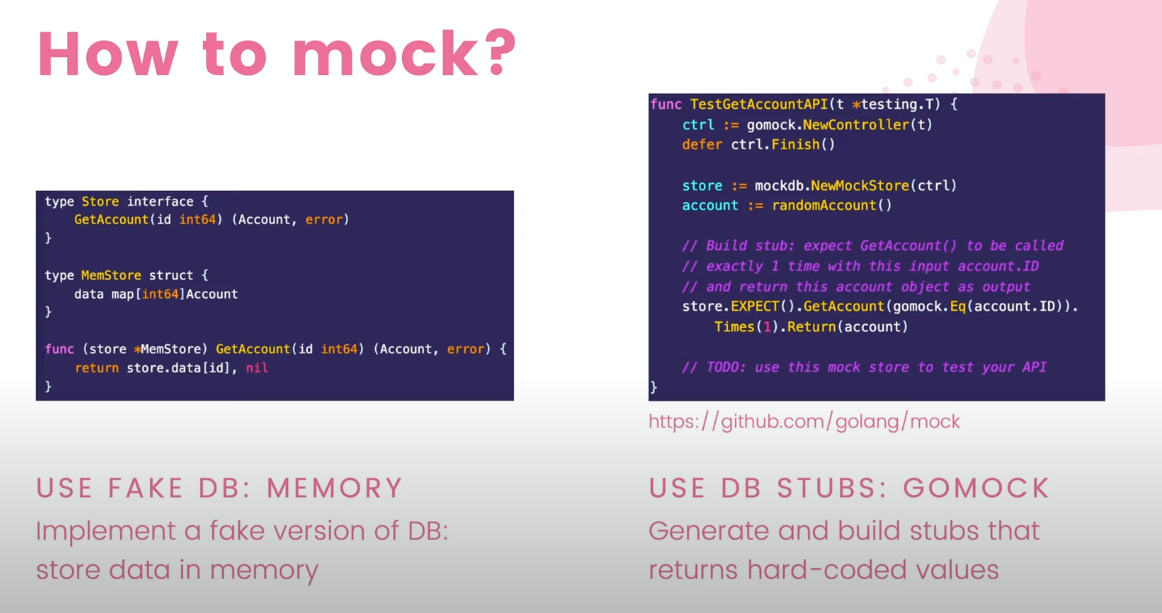 How to mock?
type Store interface {
    GetAccount(id int64) (Account, error)
}

type MemStore struct {
    data map[int64]Account
}

func (store *MemStore) GetAccount(id int64) (Account, error) {
    return store.data[id], nil
}
USE FAKE DB: MEMORY
Implement a fake version of DB:
store data in memory
func TestGetAccountAPI(t *testing.T) {
    ctrl := gomock.NewController(t)
    defer ctrl.Finish()

    store := mockdb.NewMockStore(ctrl)
    account := randomAccount()

    // Build stub: expect GetAccount() to be called
    // exactly 1 time with this input account.ID
    // and return this account object as output
    store.EXPECT().GetAccount(gomock.Eq(account.ID)).
        Times(1).Return(account)

    // TODO: use this mock store to test your API
}
https://github.com/golang/mock
USE DB STUBS: GOMOCK
Generate and build stubs that
returns hard-coded values